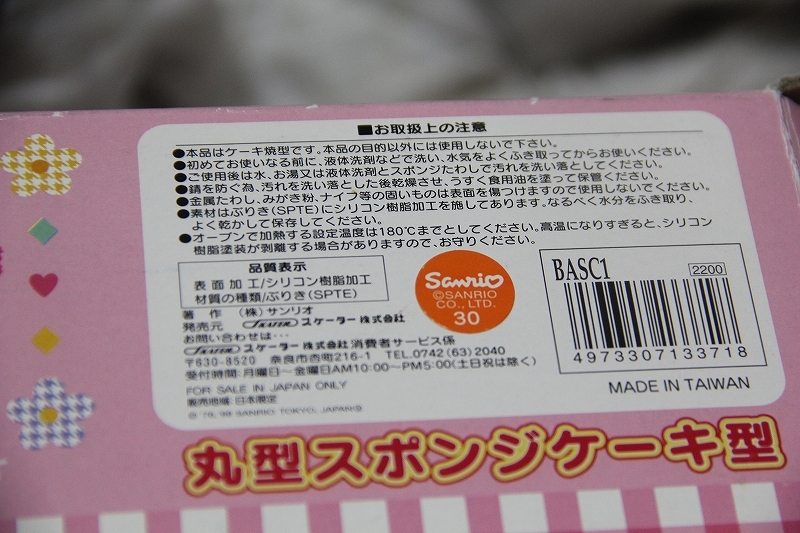 ■お取扱上の注意
●本品はケーキ焼型です。本品の目的以外には使用しないで下さい。
●初めてお使いなる前に、液体洗剤などで洗い、水気をよくふき取ってからお使いください。
●ご使用後は水、お湯又は液体洗剤とスポンジたわしで汚れを洗い落としてください。
●錆を防ぐ為、汚れを洗い落とした後乾燥させ、うすく食用油を塗って保管ください。
●金属たわし、みがき粉、ナイフ等の固いものは表面を傷つけますので使用しないでください。
●素材はぶりき(SPTE)にシリコン樹脂加工を施してあります。なるべく水分をふき取り、
よく乾かして保存してください。
●オーブンで加熱する設定温度は180℃までとしてください。高温になりすぎると、シリコン
樹脂塗装が剥離する場合がありますので、お守りください。
品質表示
表面加工/シリコン樹脂加工
材質の種類/ぶりき(SPTE)
著作 (株)サンリオ
発売元 SKATER スケーター株式会社
お問い合わせは…
SKATER スケーター株式会社消費者サービス係
〒630-8520 奈良市杏町216-1 TEL.0742(63)2040
受付時間:月曜日〜金曜日AM10:00〜PM5:00(土日祝は除く)
FOR SALE IN JAPAN ONLY
販売地域:日本限定
© '76, '99 SANRIO TOKYO, JAPAN ®
Sanrio
©SANRIO
CO., LTD.
30
BASC1
2200
4973307133718
MADE IN TAIWAN
丸型スポンジケーキ型